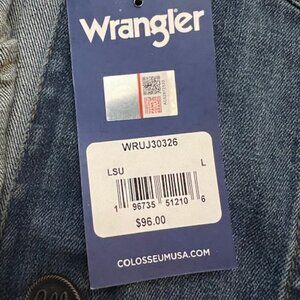 Wrangler
WRUJ30326
LSU L
1 96735 51210 6
$96.00
COLOSSEUMUSA.COM